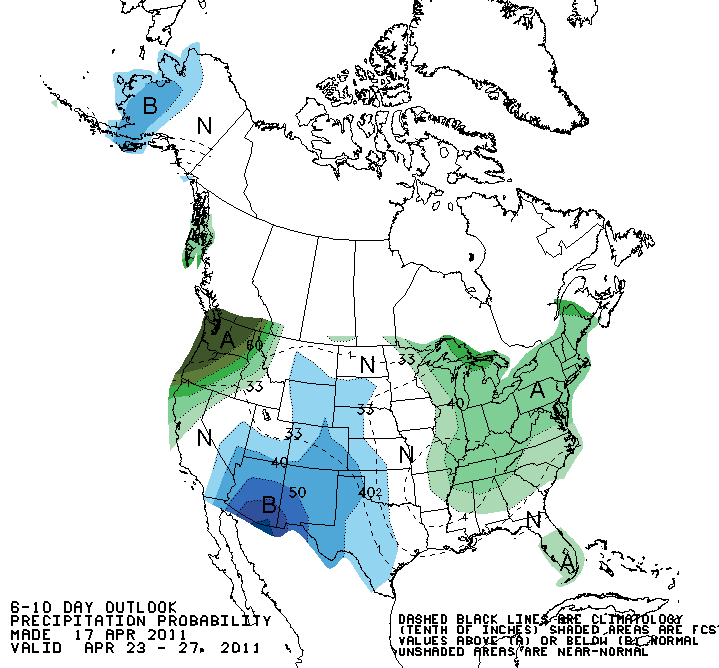 B
N
A
60
N
33
33
33
40
A
N
33
N
40
50
40
2
B
N
A
6-10 DAY OUTLOOK
PRECIPITATION PROBABILITY
MADE 17 APR 2011
VALID APR 23 - 27, 2011
DASHED BLACK LINES ARE CLIMATOLOGY
(TENTH OF INCHES) SHADED AREAS ARE FCST
VALUES ABOVE (A) OR BELOW (B) NORMAL
UNSHADED AREAS ARE NEAR-NORMAL